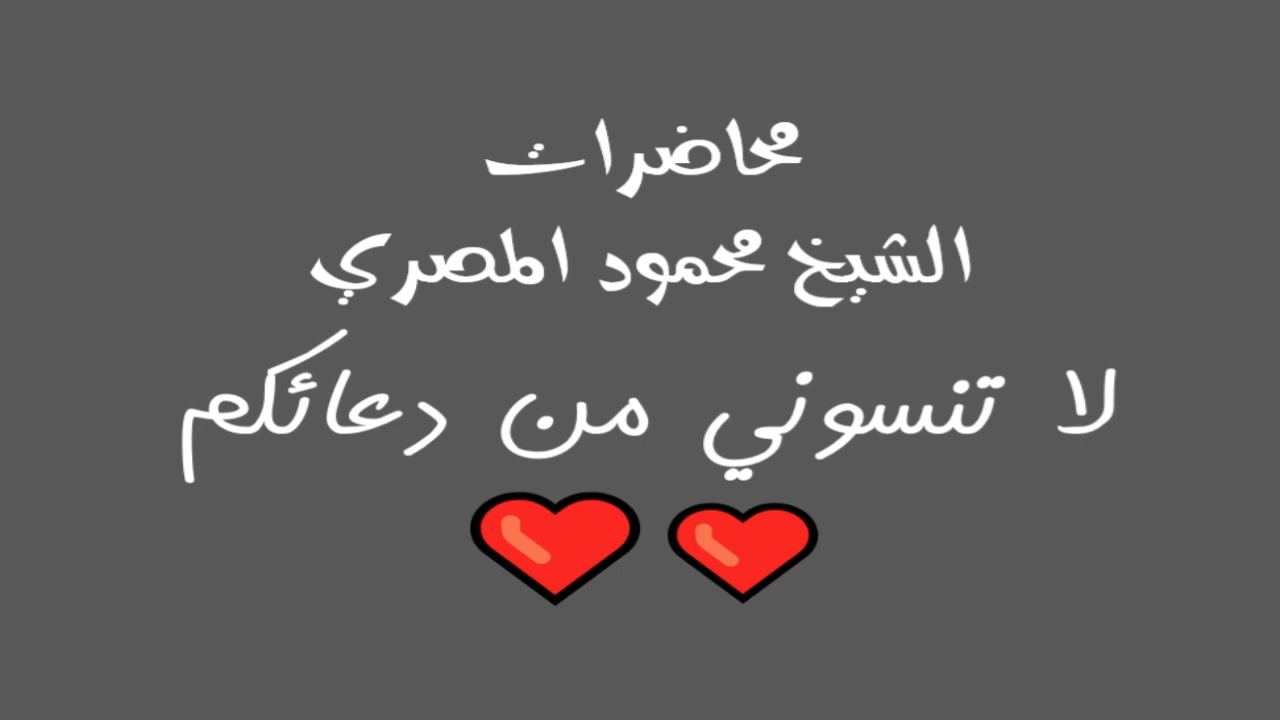 محاضرات
الشيخ محمود المصري
لا تنسوني من دعائكم